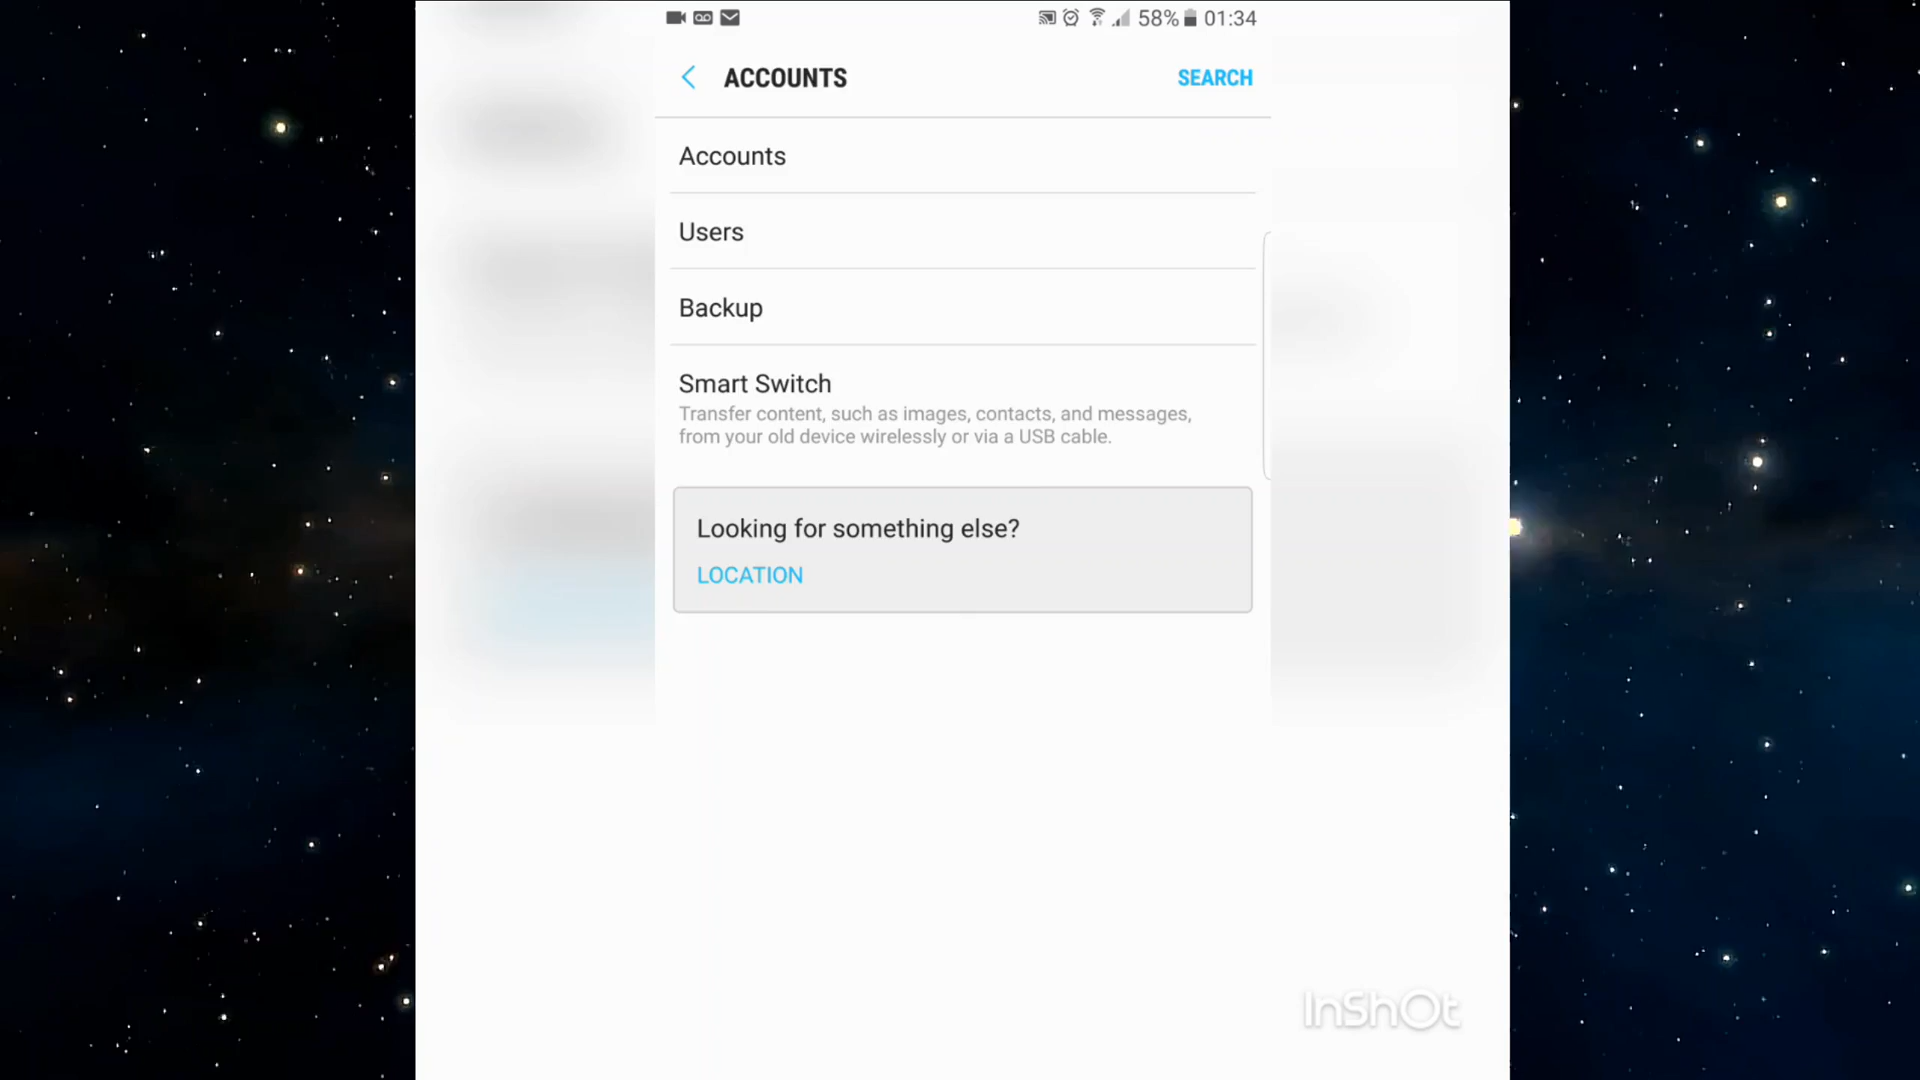 58% 01:34
ACCOUNTS
SEARCH
Accounts
Users
Backup
Smart Switch
Transfer content, such as images, contacts, and messages,
from your old device wirelessly or via a USB cable.
Looking for something else?
LOCATION
InShOt